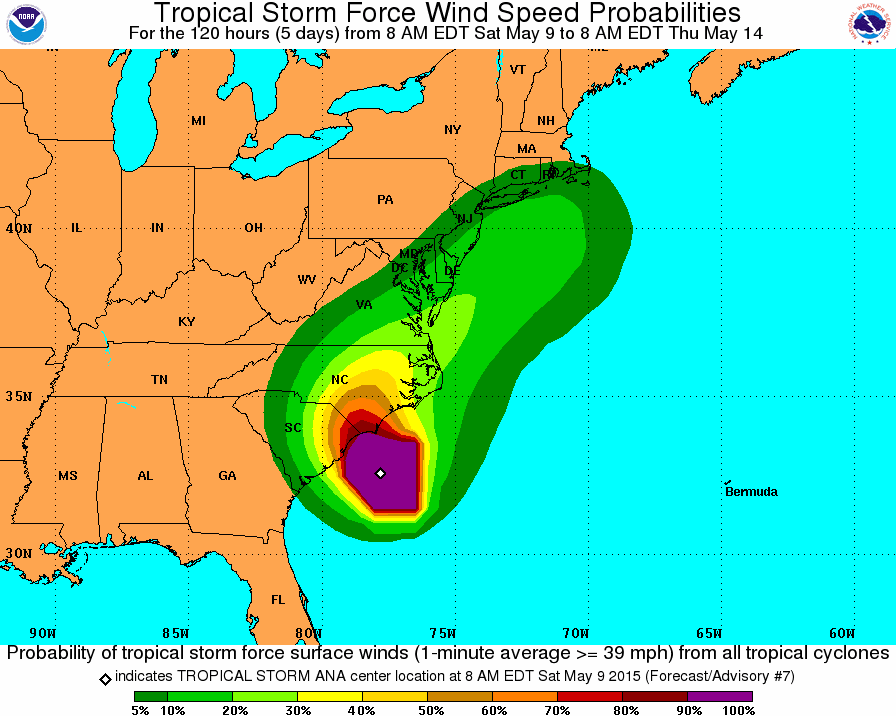 Tropical Storm Force Wind Speed Probabilities
For the 120 hours (5 days) from 8 AM EDT Sat May 9 to 8 AM EDT Thu May 14
NOAA
NATIONAL WEATHER SERVICE
ME
VT
MI
NH
NY
MA
CT RI
PA
NJ
40N IL IN OH
MD
DC DE
WV
VA
KY
TN NC
35N
SC
MS AL GA
Bermuda
30N
FL
90W 85W 80W 75W 70W 65W 60W
Probability of tropical storm force surface winds (1-minute average >= 39 mph) from all tropical cyclones
indicates TROPICAL STORM ANA center location at 8 AM EDT Sat May 9 2015 (Forecast/Advisory #7)
5% 10% 20% 30% 40% 50% 60% 70% 80% 90% 100%